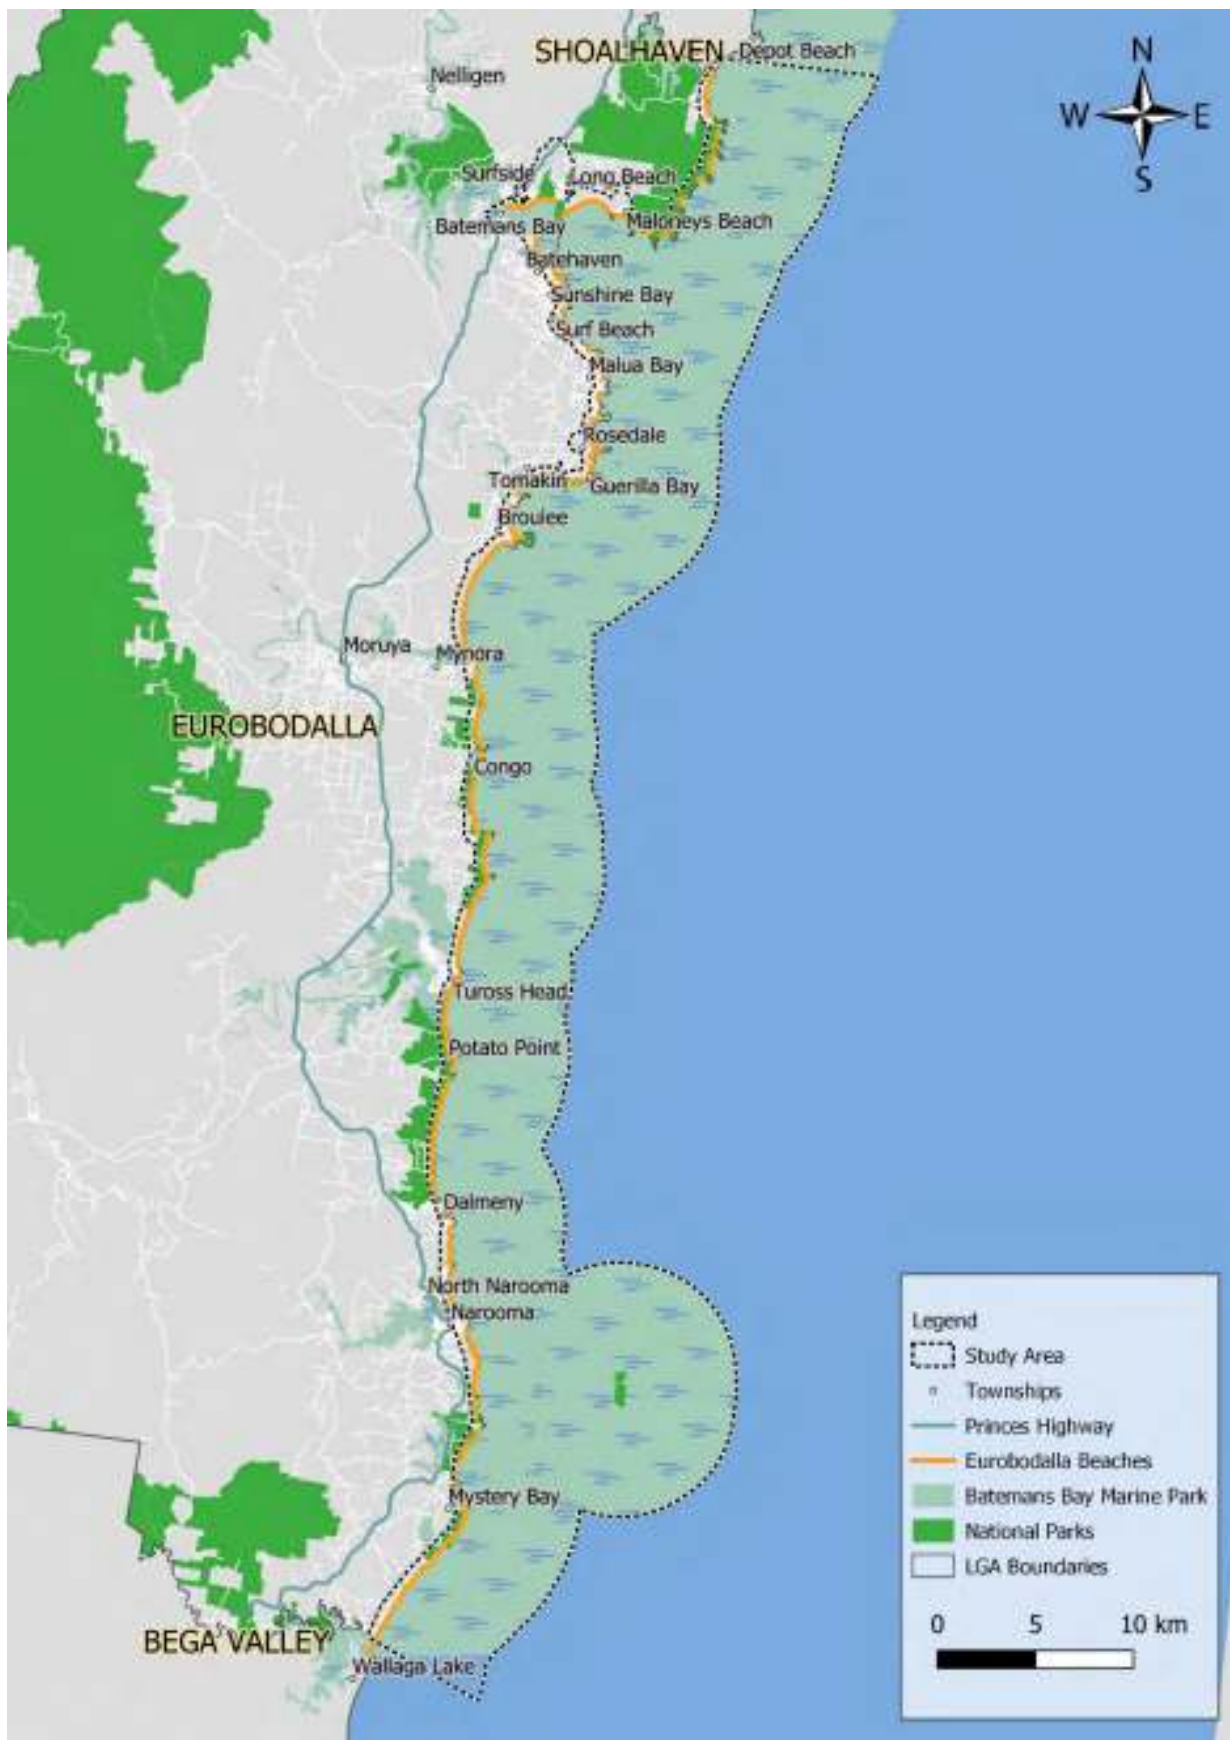 SHOALHAVEN
Depot Beach
N
Nelligen
W
E
S
Surfside
Long Beach
Batemans Bay
Maloneys Beach
Batehaven
Sunshine Bay
Surf Beach
Malua Bay
Rosedale
Tomakin
Guerilla Bay
Broulee
Moruya
Mynora
EUROBODALLA
Congo
Tuross Head
Potato Point
Dalmeny
North Narooma
Narooma
Mystery Bay
BEGA VALLEY
Wallaga Lake
Legend
Study Area
Townships
Princes Highway
Eurobodalla Beaches
Batemans Bay Marine Park
National Parks
LGA Boundaries
0 5 10 km